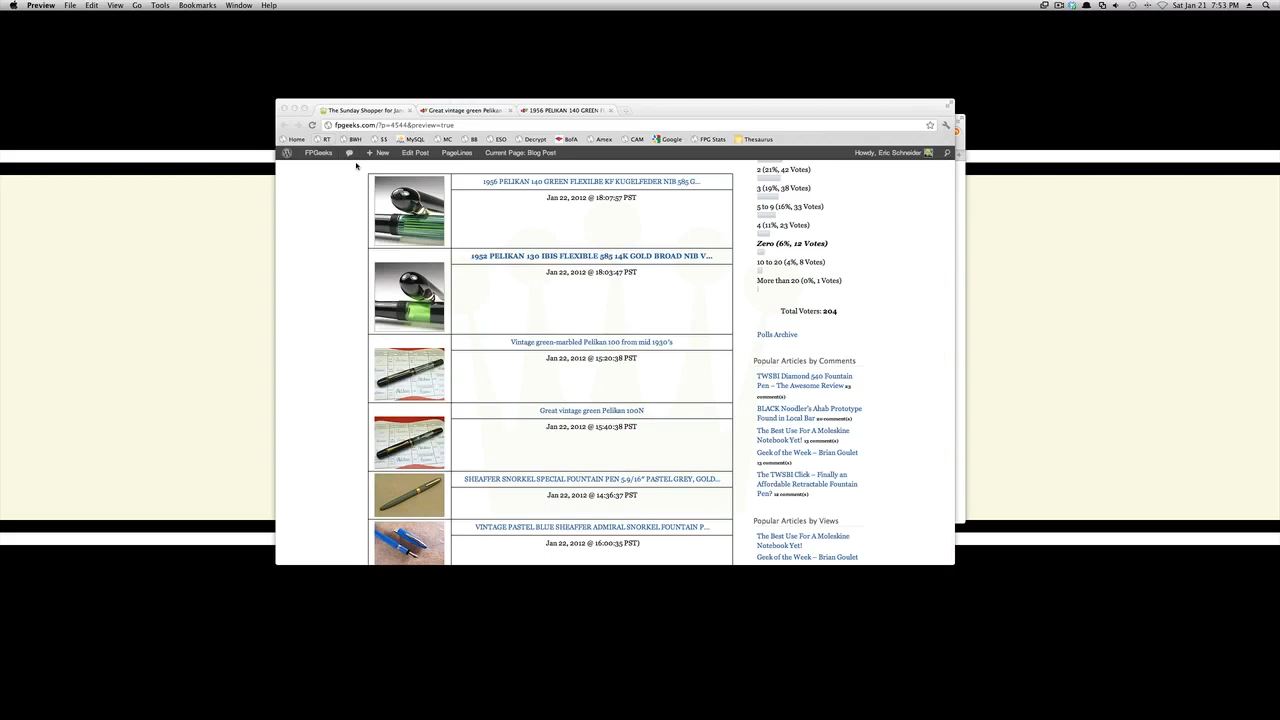 Preview File Edit View Go Tools Bookmarks Window Help
Sat Jan 21 7:53 PM
The Sunday Shopper for Jan
Great vintage green Pelikan
1956 PELIKAN 140 GREEN F
fpgeeks.com/?p=4544&preview=true
Home RT BWH $$ MySQL MC BB ESO Decrypt BofA Amex CAM Google FPG Stats Thesaurus
FPGeeks + New Edit Post PageLines Current Page: Blog Post
Howdy, Eric Schneider
1956 PELIKAN 140 GREEN FLEXILBE KF KUGELFEDER NIB 585 G...
Jan 22, 2012 @ 18:07:57 PST
1952 PELIKAN 130 IBIS FLEXIBLE 585 14K GOLD BROAD NIB V...
Jan 22, 2012 @ 18:03:47 PST
Vintage green-marbled Pelikan 100 from mid 1930's
Jan 22, 2012 @ 15:20:38 PST
Great vintage green Pelikan 100N
Jan 22, 2012 @ 15:40:38 PST
SHEAFFER SNORKEL SPECIAL FOUNTAIN PEN 5.9/16" PASTEL GREY, GOLD...
Jan 22, 2012 @ 14:36:37 PST
VINTAGE PASTEL BLUE SHEAFFER ADMIRAL SNORKEL FOUNTAIN P...
Jan 22, 2012 @ 16:00:35 PST)
2 (21%, 42 Votes)
3 (19%, 38 Votes)
5 to 9 (16%, 33 Votes)
4 (11%, 23 Votes)
Zero (6%, 12 Votes)
10 to 20 (4%, 8 Votes)
More than 20 (0%, 1 Votes)
Total Voters: 204
Polls Archive
Popular Articles by Comments
TWSBI Diamond 540 Fountain
Pen – The Awesome Review
comment(s)
BLACK Noodler's Ahab Prototype
Found in Local Bar 20 comment(s)
The Best Use For A Moleskine
Notebook Yet! 13 comment(s)
Geek of the Week – Brian Goulet
13 comment(s)
The TWSBI Click – Finally an
Affordable Retractable Fountain
Pen? 12 comment(s)
Popular Articles by Views
The Best Use For A Moleskine
Notebook Yet!
Geek of the Week – Brian Goulet